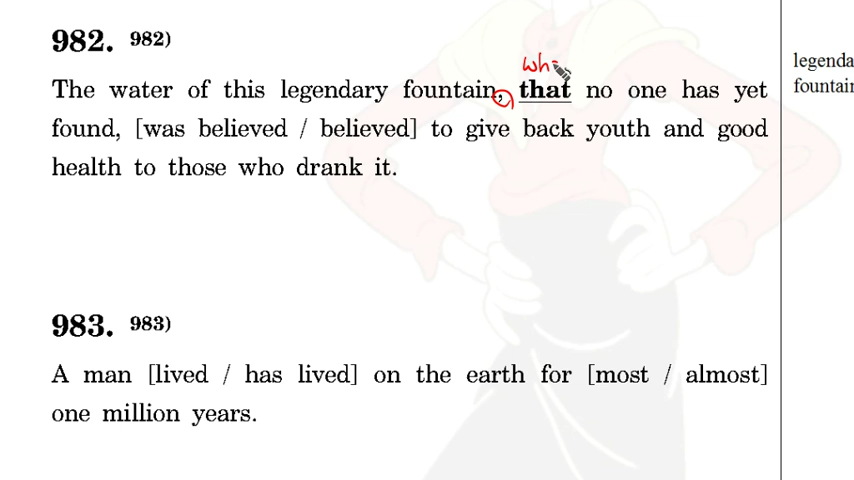 982. 982)
wh
The water of this legendary fountain, that no one has yet
found, [was believed / believed] to give back youth and good
health to those who drank it.
983. 983)
A man [lived / has lived] on the earth for [most / almost]
one million years.
legenda
fountain